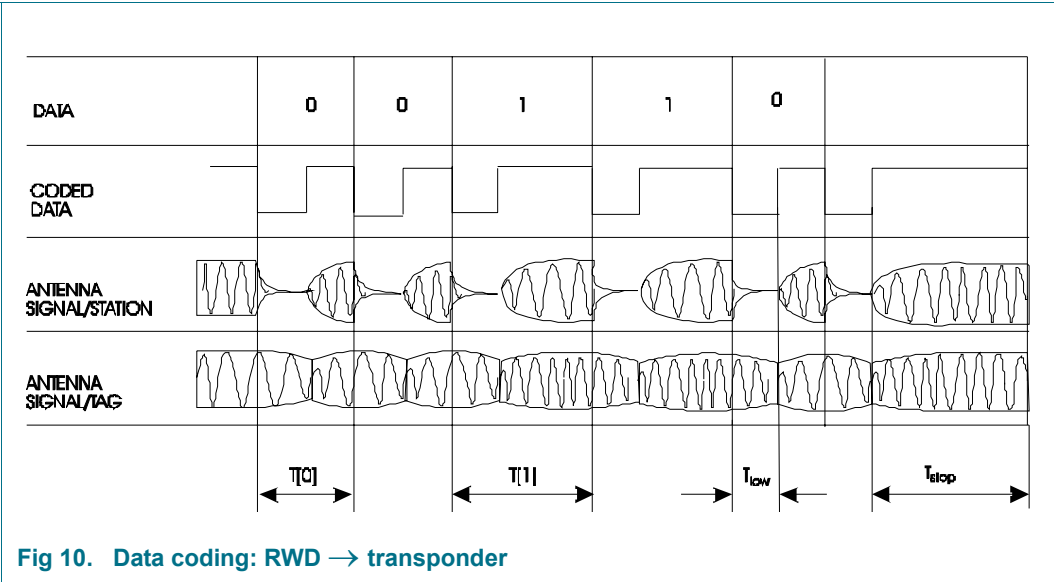 DATA 0 0 1 1 0
CODED
DATA
ANTENNA
SIGNAL/STATION
ANTENNA
SIGNAL/TAG
T[0] T[1] Tlow Tstop
Fig 10. Data coding: RWD → transponder